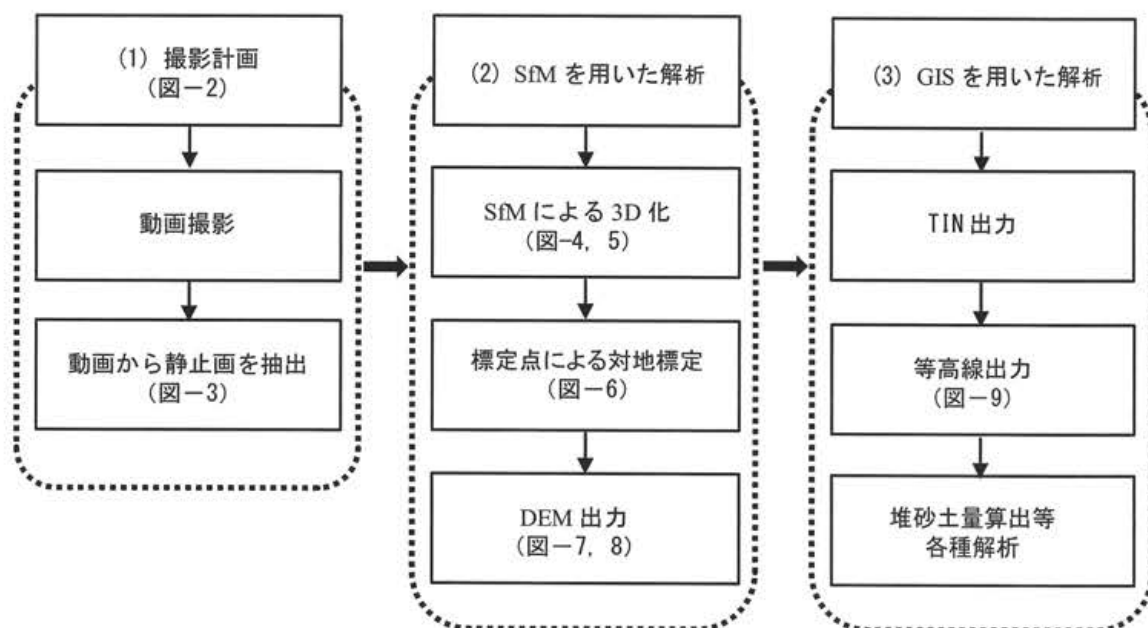 (1) 撮影計画
(図-2)
動画撮影
動画から静止画を抽出
(図-3)
(2) SfM を用いた解析
SfM による 3D 化
(図-4, 5)
標定点による対地標定
(図-6)
DEM 出力
(図-7, 8)
(3) GIS を用いた解析
TIN 出力
等高線出力
(図-9)
堆砂土量算出等
各種解析